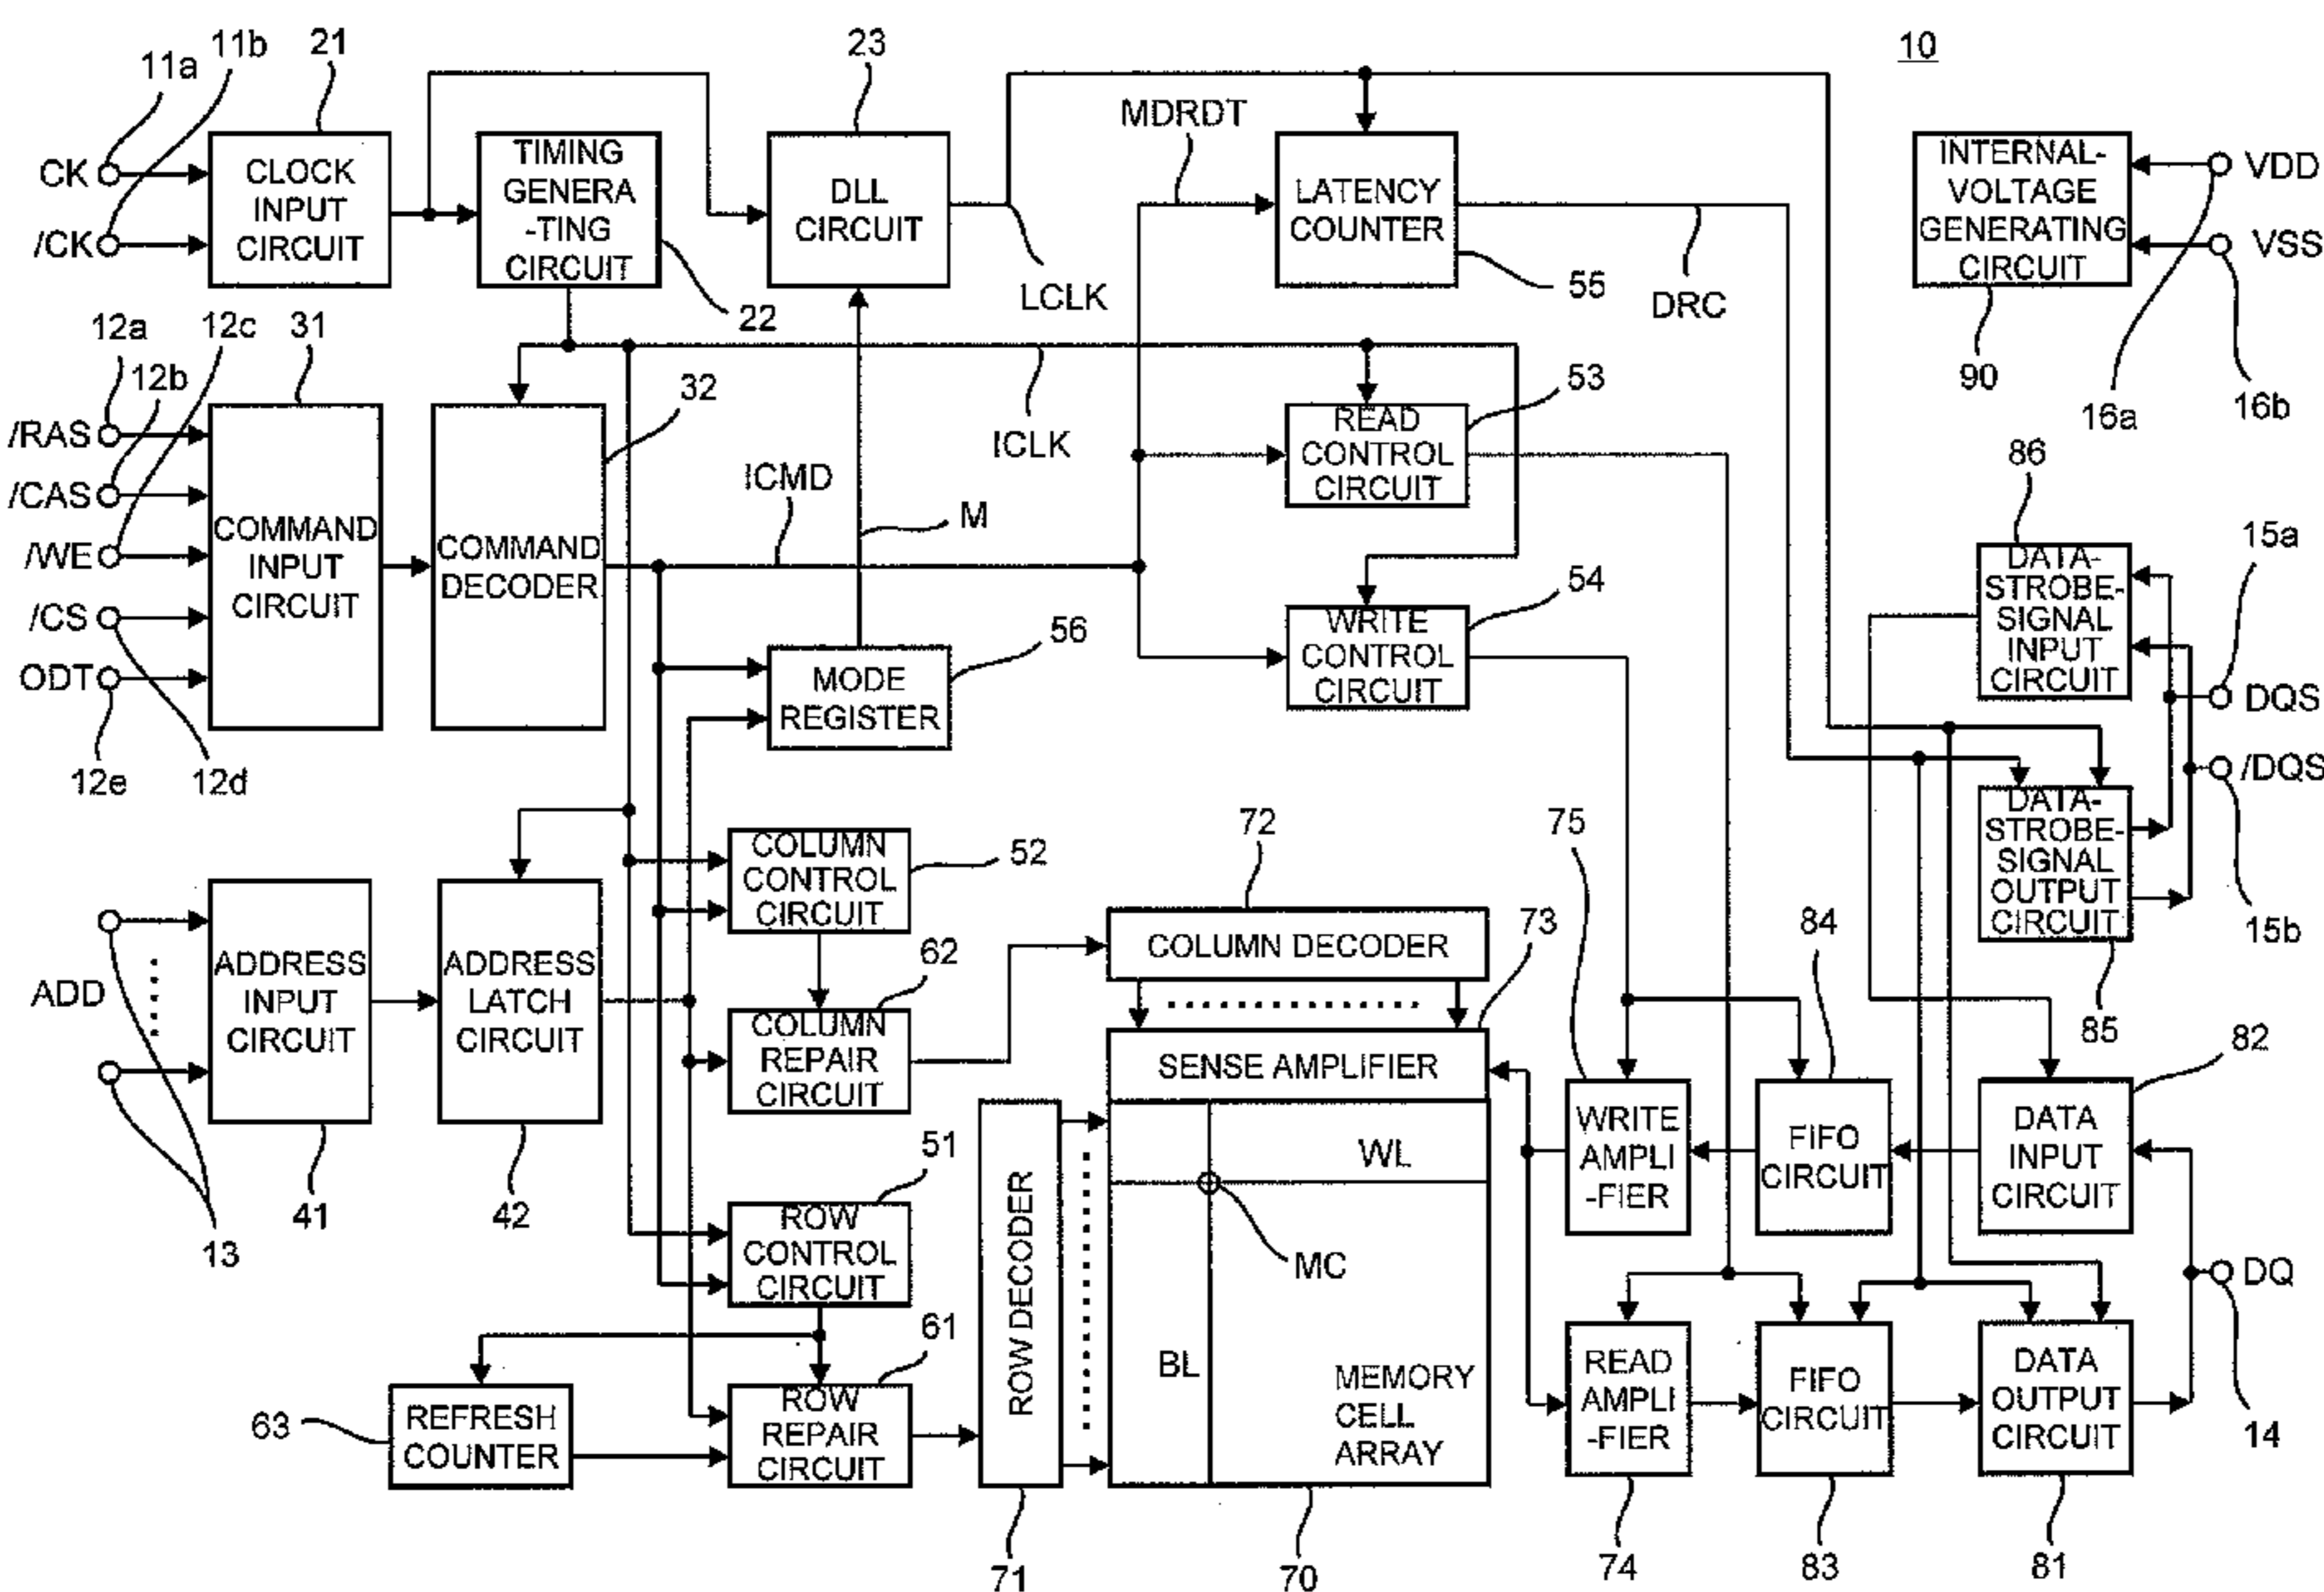 10
11a
11b
21
23
CK
/CK
CLOCK
INPUT
CIRCUIT
TIMING
GENERA
-TING
CIRCUIT
22
DLL
CIRCUIT
LCLK
MDRDT
LATENCY
COUNTER
55
DRC
INTERNAL-
VOLTAGE
GENERATING
CIRCUIT
90
VDD
VSS
16a
16b
12a
12b
12c
31
32
/RAS
/CAS
/WE
/CS
ODT
12e
12d
COMMAND
INPUT
CIRCUIT
COMMAND
DECODER
ICMD
ICLK
M
MODE
REGISTER
56
READ
CONTROL
CIRCUIT
53
WRITE
CONTROL
CIRCUIT
54
86
DATA-
STROBE-
SIGNAL
INPUT
CIRCUIT
15a
DQS
/DQS
15b
DATA-
STROBE-
SIGNAL
OUTPUT
CIRCUIT
85
ADD
13
ADDRESS
INPUT
CIRCUIT
41
ADDRESS
LATCH
CIRCUIT
42
COLUMN
CONTROL
CIRCUIT
52
COLUMN
REPAIR
CIRCUIT
62
ROW
CONTROL
CIRCUIT
51
ROW
REPAIR
CIRCUIT
61
REFRESH
COUNTER
63
72
COLUMN DECODER
73
SENSE AMPLIFIER
ROW DECODER
71
WL
MC
BL
MEMORY
CELL
ARRAY
70
75
WRITE
AMPLI
-FIER
84
FIFO
CIRCUIT
82
DATA
INPUT
CIRCUIT
READ
AMPLI
-FIER
74
FIFO
CIRCUIT
83
DATA
OUTPUT
CIRCUIT
81
DQ
14